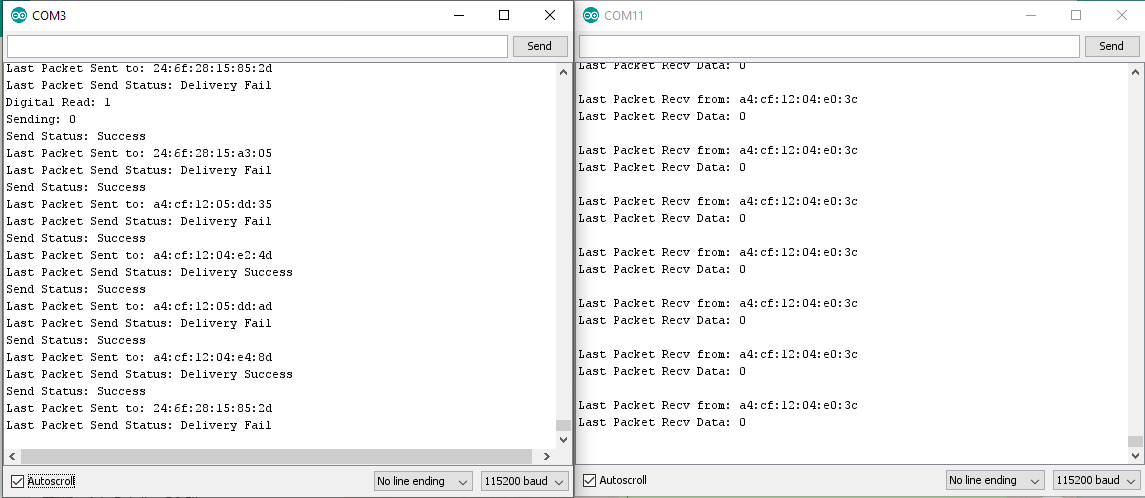 COM3
Send
Last Packet Sent to: 24:6f:28:15:85:2d
Last Packet Send Status: Delivery Fail
Digital Read: 1
Sending: 0
Send Status: Success
Last Packet Sent to: 24:6f:28:15:a3:05
Last Packet Send Status: Delivery Fail
Send Status: Success
Last Packet Sent to: a4:cf:12:05:dd:35
Last Packet Send Status: Delivery Fail
Send Status: Success
Last Packet Sent to: a4:cf:12:04:e2:4d
Last Packet Send Status: Delivery Success
Send Status: Success
Last Packet Sent to: a4:cf:12:05:dd:ad
Last Packet Send Status: Delivery Fail
Send Status: Success
Last Packet Sent to: a4:cf:12:04:e4:8d
Last Packet Send Status: Delivery Success
Send Status: Success
Last Packet Sent to: 24:6f:28:15:85:2d
Last Packet Send Status: Delivery Fail
Autoscroll
No line ending
115200 baud
COM11
Send
Last Packet Recv Data: 0
Last Packet Recv from: a4:cf:12:04:e0:3c
Last Packet Recv Data: 0
Last Packet Recv from: a4:cf:12:04:e0:3c
Last Packet Recv Data: 0
Last Packet Recv from: a4:cf:12:04:e0:3c
Last Packet Recv Data: 0
Last Packet Recv from: a4:cf:12:04:e0:3c
Last Packet Recv Data: 0
Last Packet Recv from: a4:cf:12:04:e0:3c
Last Packet Recv Data: 0
Last Packet Recv from: a4:cf:12:04:e0:3c
Last Packet Recv Data: 0
Last Packet Recv from: a4:cf:12:04:e0:3c
Last Packet Recv Data: 0
Autoscroll
No line ending
115200 baud